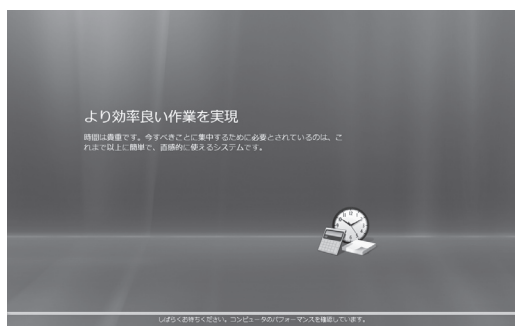 より効率良い作業を実現
時間は貴重です。今すべきことに集中するために必要とされているのは、こ
れまで以上に簡単で、直感的に使えるシステムです。
しばらくお待ちください。コンピュータのパフォーマンスを確認しています。